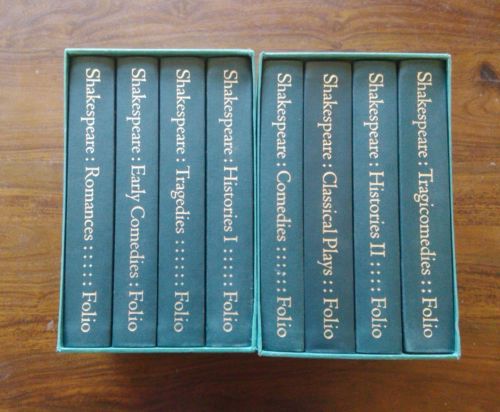 Shakespeare : Romances : : : : : Folio
Shakespeare : Early Comedies : Folio
Shakespeare : Tragedies : : : : : : Folio
Shakespeare : Histories I : : : : : Folio
Shakespeare : Comedies : : : : : : Folio
Shakespeare : Classical Plays : : Folio
Shakespeare : Histories II : : : : Folio
Shakespeare : Tragicomedies : : Folio